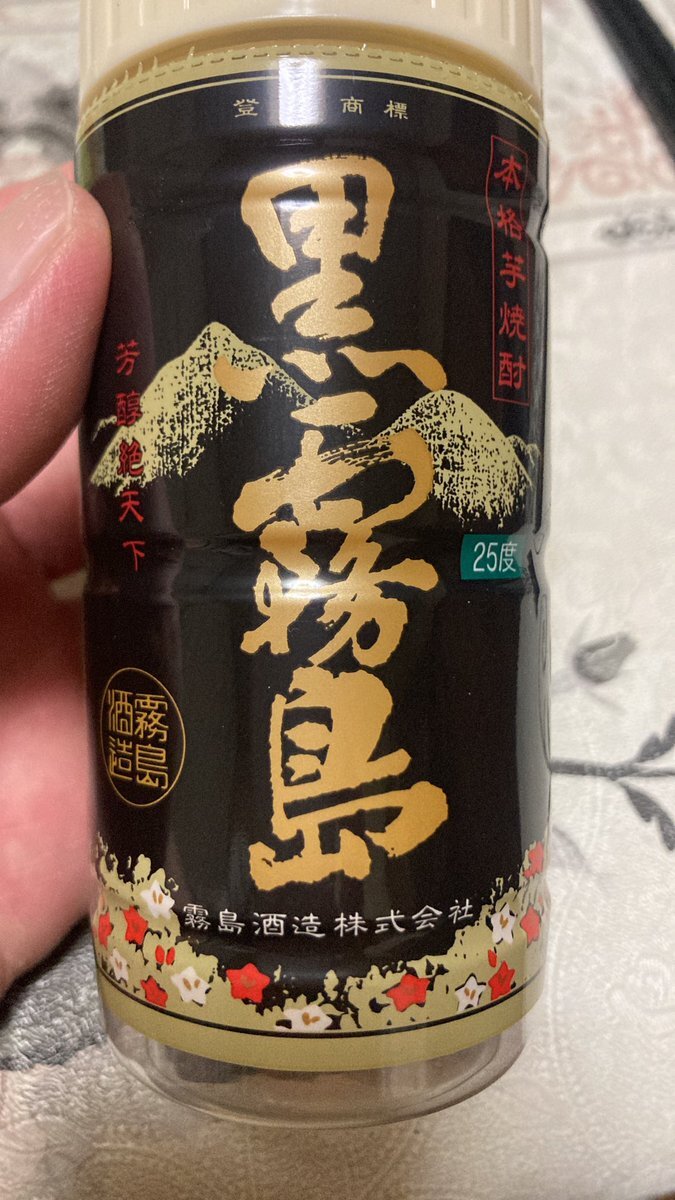 登 商標
本格芋焼酎
黒霧島
芳醇絶天下
25度
霧島
酒造
霧島酒造株式会社